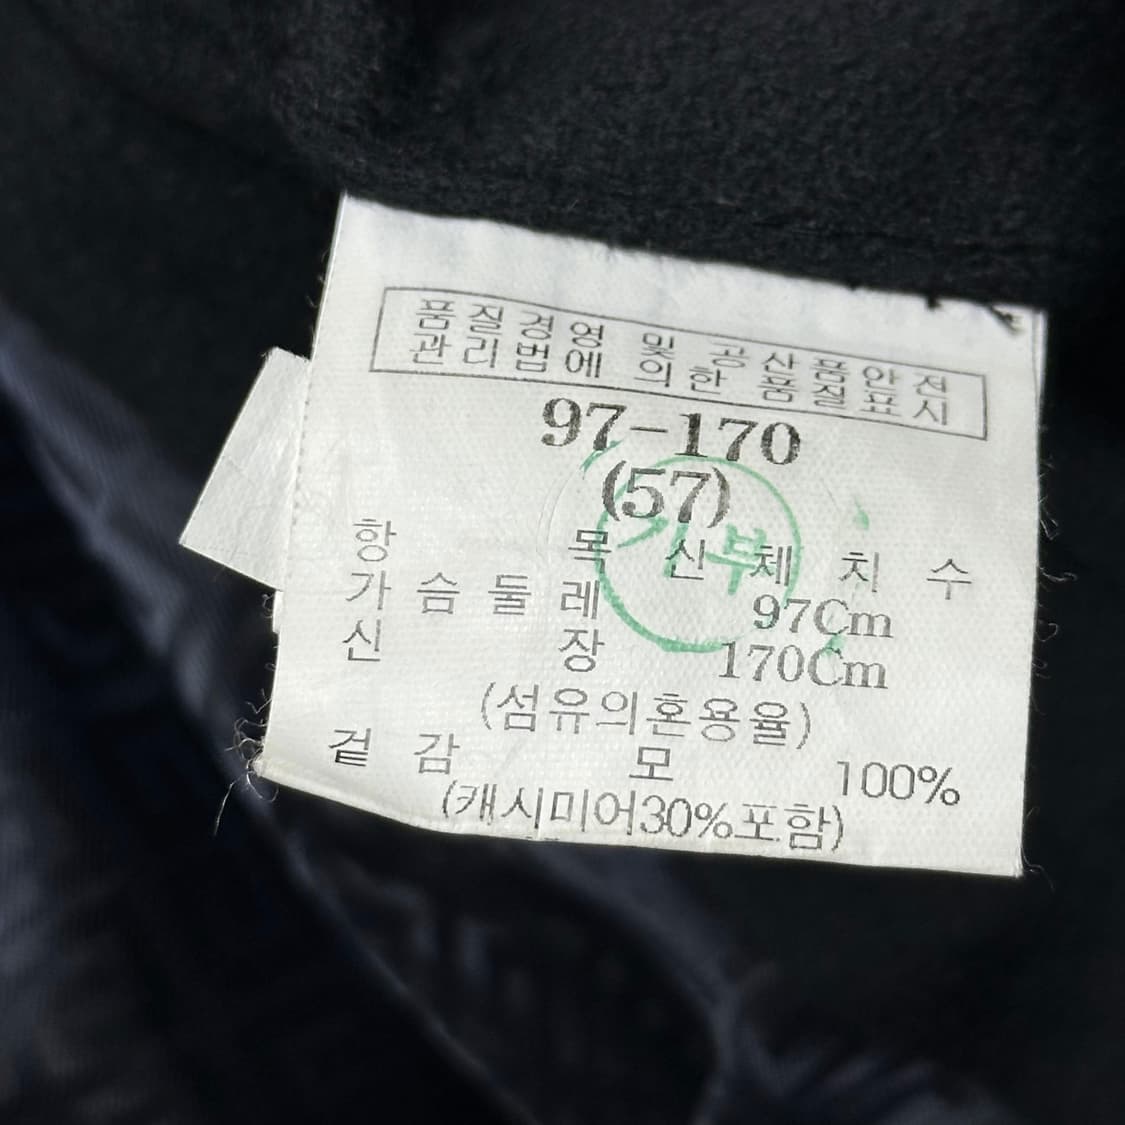 품질경영 및 공산품안전
관리법에 의한 품질표시
97-170
(57)
기부
항 목 신체치수
가슴둘레 97Cm
신 장 170Cm
(섬유의혼용율)
겉감 모 100%
(캐시미어30%포함)